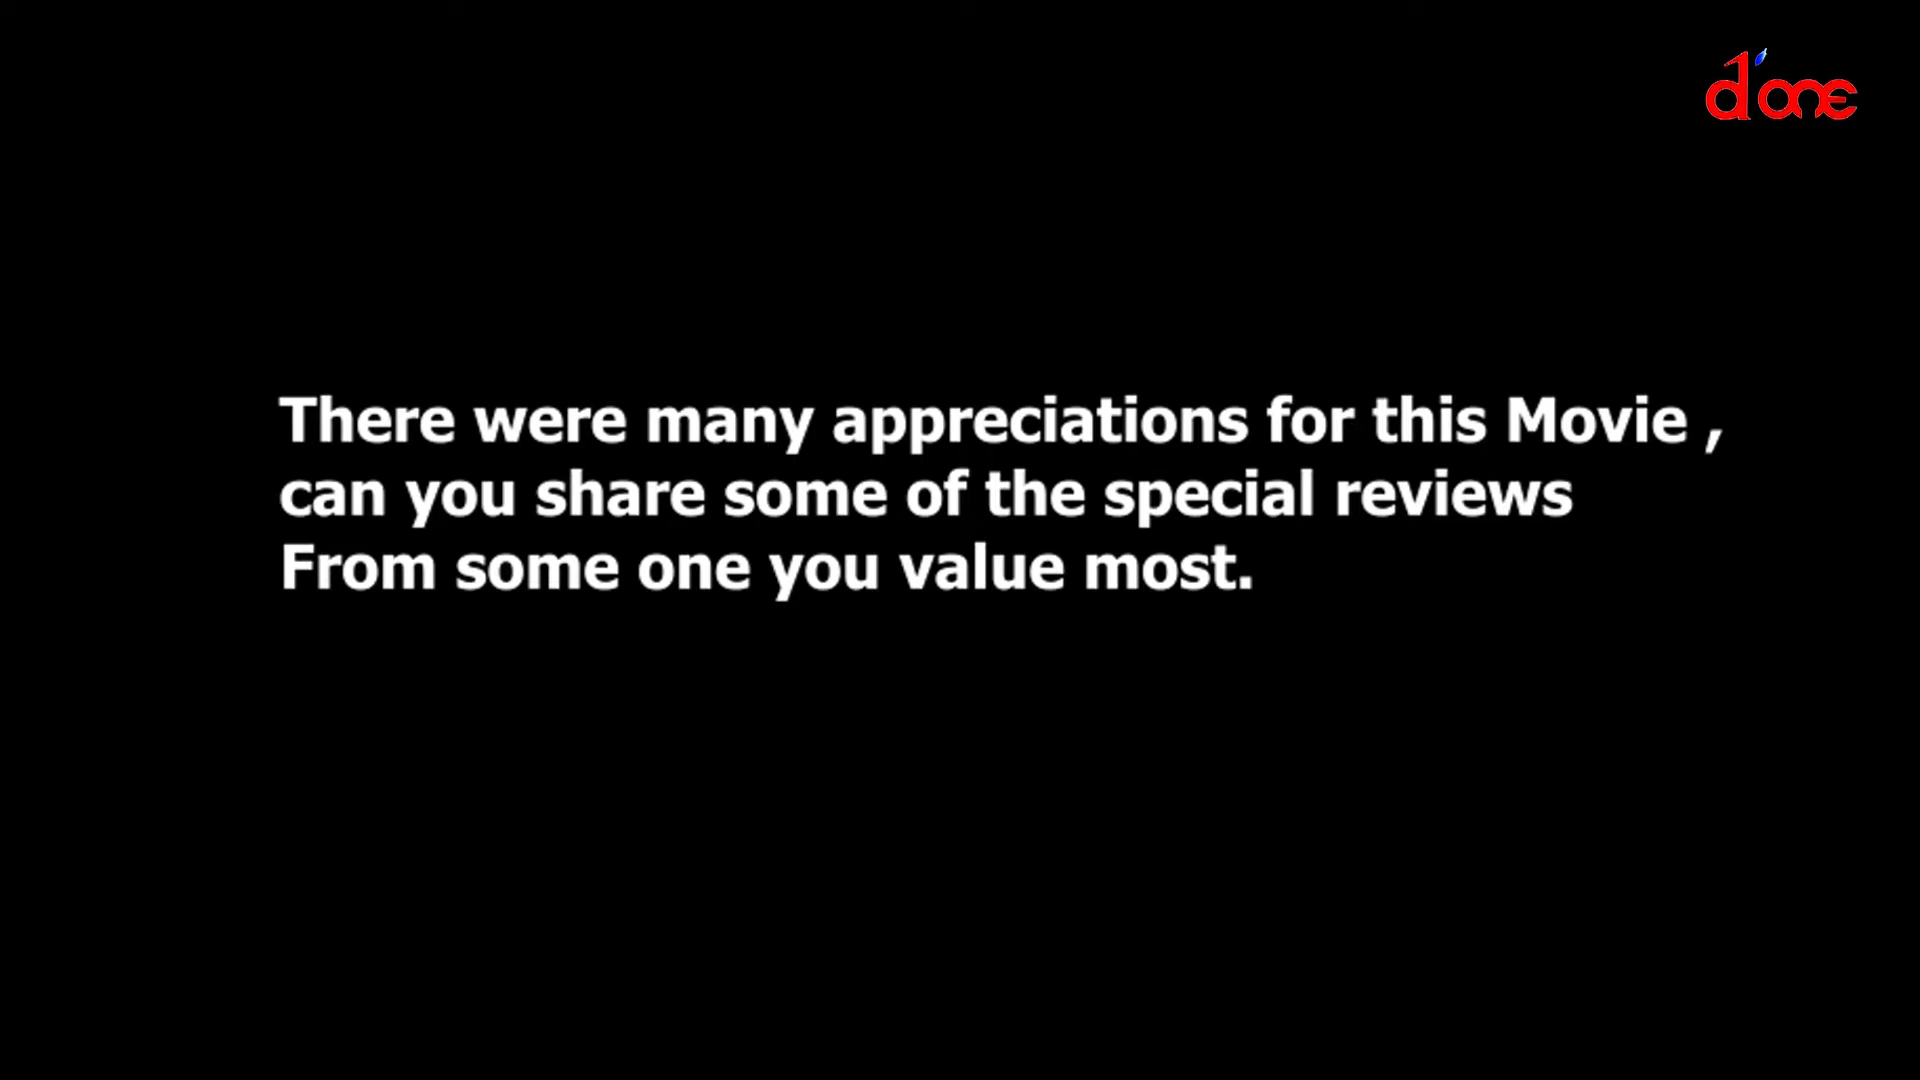 d'one
There were many appreciations for this Movie ,
can you share some of the special reviews
From some one you value most.